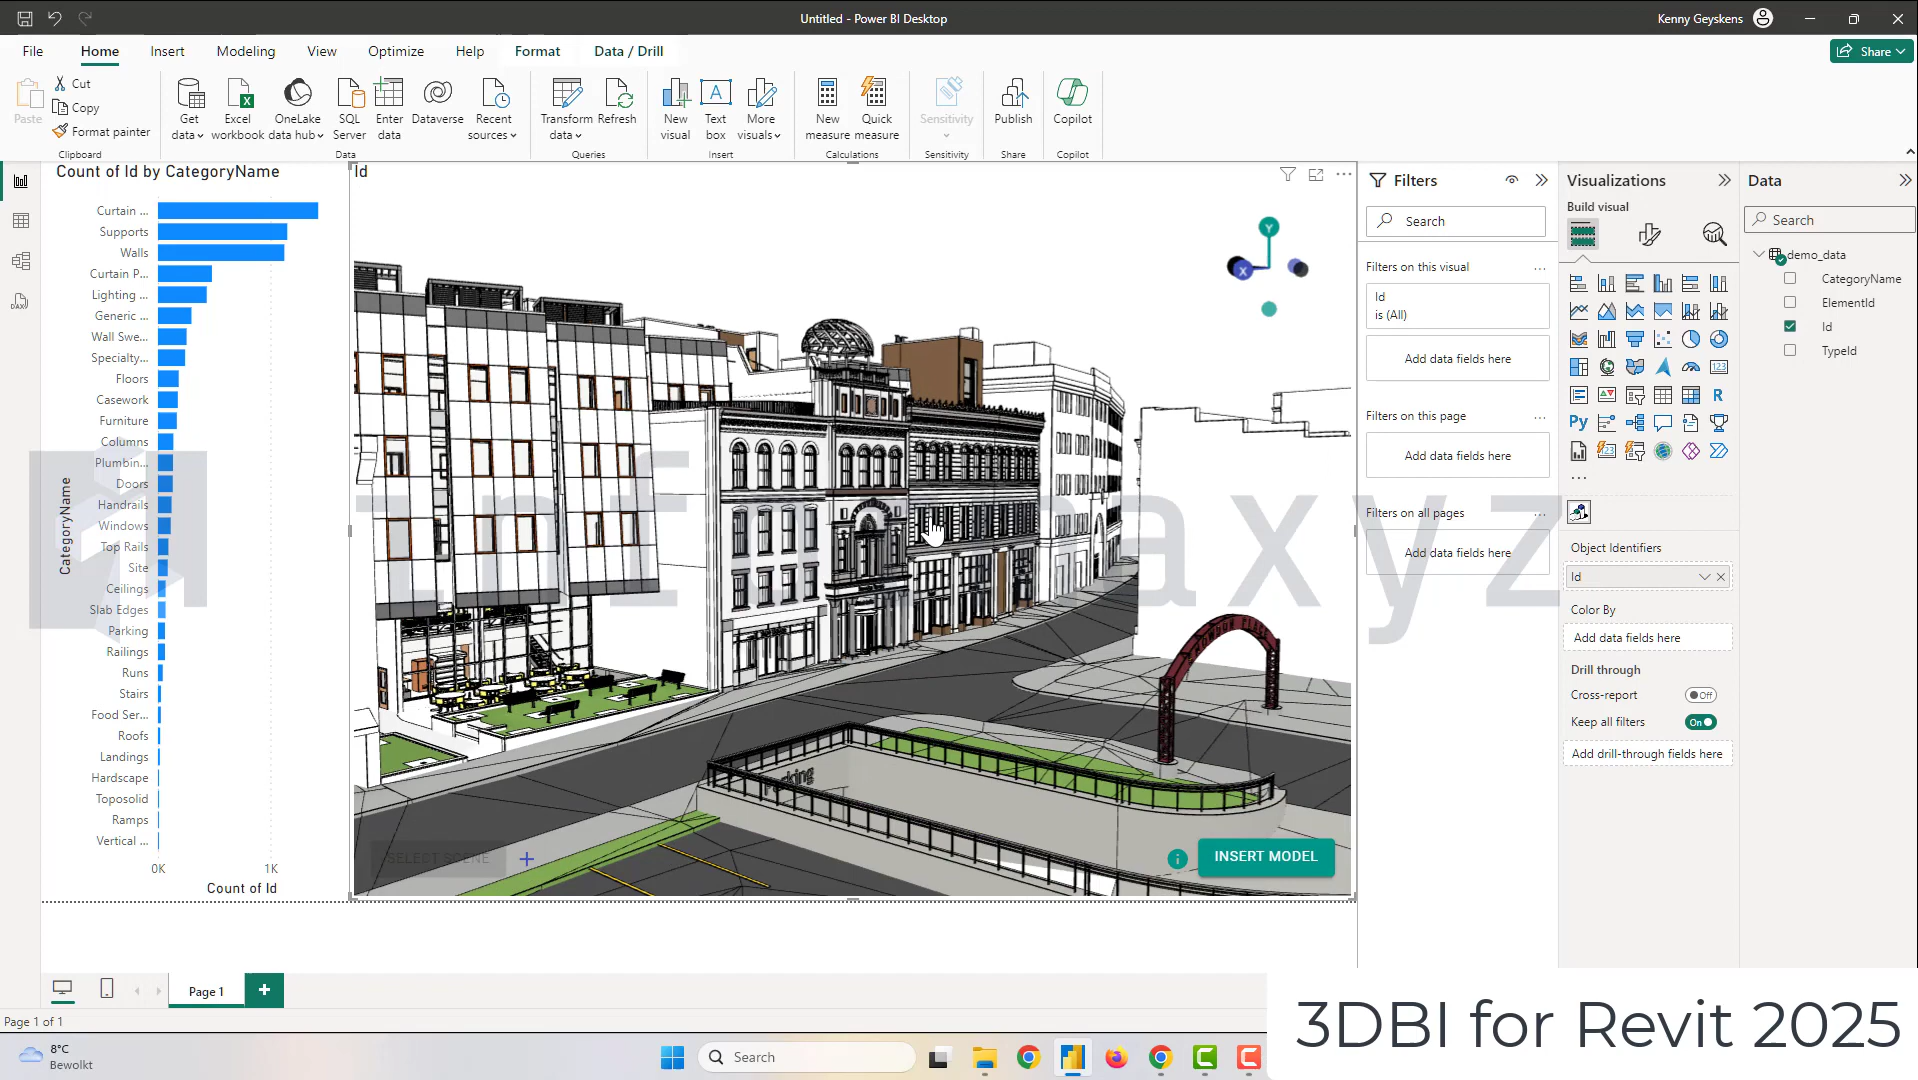 Untitled - Power BI Desktop
Kenny Geyskens
File
Home
Insert
Modeling
View
Optimize
Help
Format
Data / Drill
Share
Paste
Cut
Copy
Format painter
Clipboard
Get data
Excel workbook
OneLake data hub
SQL Server
Enter data
Dataverse
Recent sources
Data
Transform data
Refresh
Queries
New visual
Text box
More visuals
Insert
New measure
Quick measure
Calculations
Sensitivity
Sensitivity
Publish
Share
Copilot
Copilot
Count of Id by CategoryName
Curtain ...
Supports
Walls
Curtain P...
Lighting ...
Generic ...
Wall Swe...
Specialty...
Floors
Casework
Furniture
Columns
Plumbin...
Doors
Handrails
Windows
Top Rails
Site
Ceilings
Slab Edges
Parking
Railings
Runs
Stairs
Food Ser...
Roofs
Landings
Hardscape
Toposolid
Ramps
Vertical ...
CategoryName
0K
1K
Count of Id
Id
Y
X
Parking
SELECT SCENE
INSERT MODEL
informaxyz
Filters
Search
Filters on this visual
Id
is (All)
Add data fields here
Filters on this page
Add data fields here
Filters on all pages
Add data fields here
Visualizations
Build visual
123
R
Py
Object Identifiers
Id
Color By
Add data fields here
Drill through
Cross-report
Off
Keep all filters
On
Add drill-through fields here
Data
Search
demo_data
CategoryName
ElementId
Id
TypeId
Page 1
Page 1 of 1
8°C
Bewolkt
Search
3DBI for Revit 2025